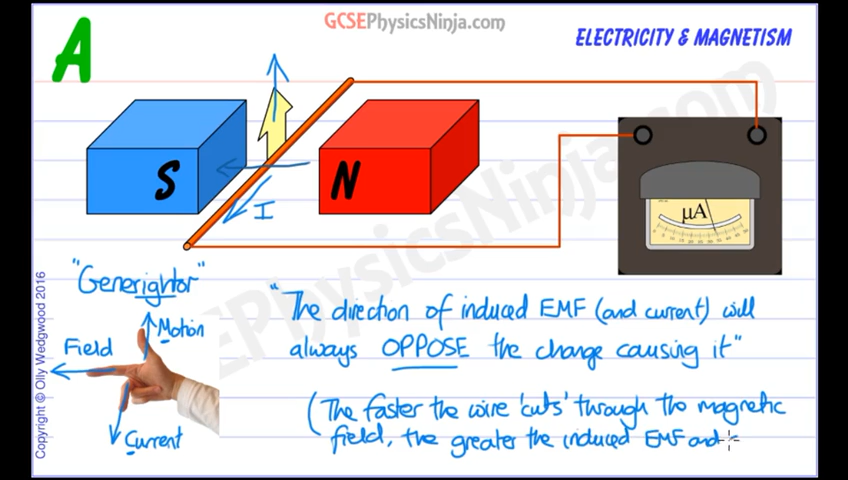 GCSEPhysicsNinja.com
A
ELECTRICITY & MAGNETISM
S
N
I
µA
"Generightor"
Motion
Field
Current
"The direction of induced EMF (and current) will
always OPPOSE the change causing it"
(The faster the wire 'cuts' through the magnetic
field, the greater the induced EMF and
Copyright © Olly Wedgwood 2016
GCSEPhysicsNinja.com